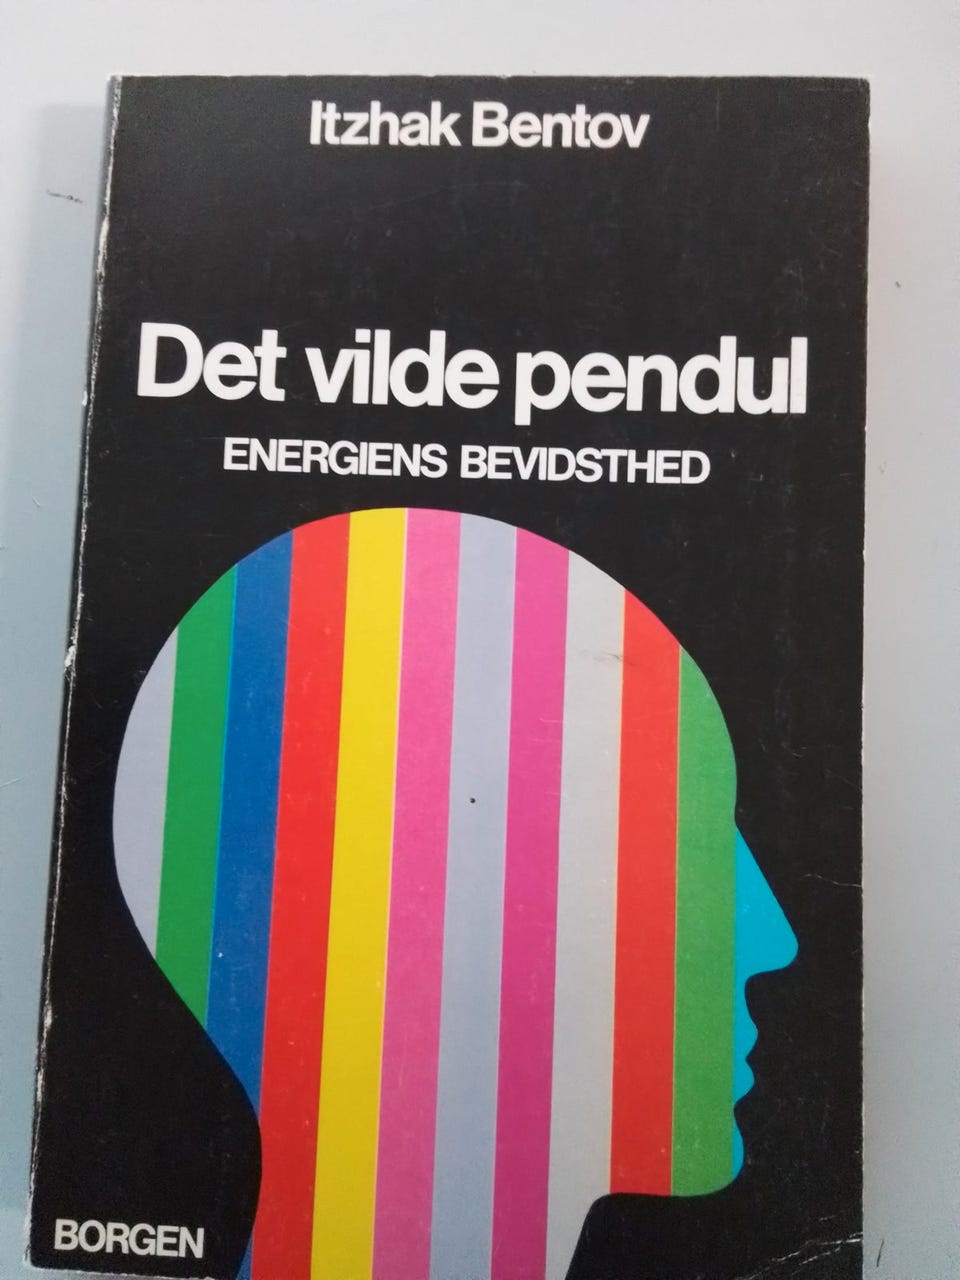 Itzhak Bentov
Det vilde pendul
ENERGIENS BEVIDSTHED
BORGEN